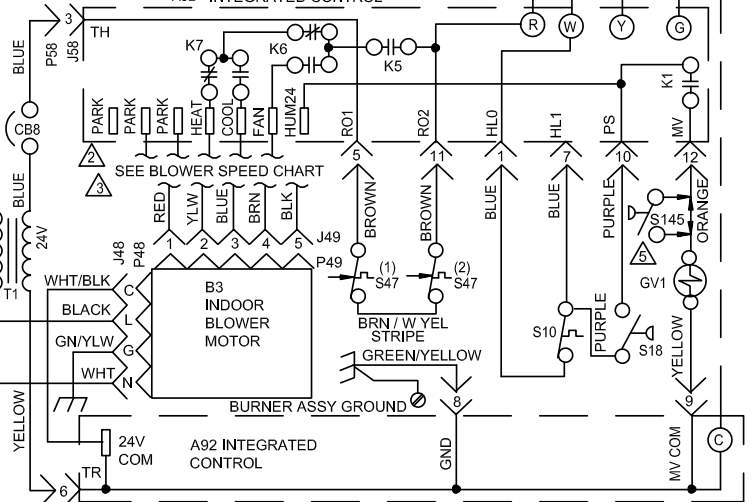 INTEGRATED CONTROL
R
W
Y
G
BLUE
P58
3
J58
TH
K7
K6
K5
K1
CB8
PARK
PARK
PARK
HEAT
COOL
FAN
HUM24
RO1
RO2
HL0
HL1
PS
MV
5
11
1
7
10
12
2
3
SEE BLOWER SPEED CHART
BLUE
24V
T1
RED
YLW
BLUE
BRN
BLK
BROWN
BROWN
BLUE
BLUE
PURPLE
ORANGE
S145
5
1
2
3
4
5
J49
P49
J48
P48
(1)
S47
(2)
S47
GV1
WHT/BLK
BLACK
GN/YLW
WHT
C
L
G
N
B3
INDOOR
BLOWER
MOTOR
BRN / W YEL
STRIPE
S10
PURPLE
S18
YELLOW
GREEN/YELLOW
BURNER ASSY GROUND
8
9
YELLOW
24V
COM
A92 INTEGRATED
CONTROL
GND
MV COM
C
6
TR